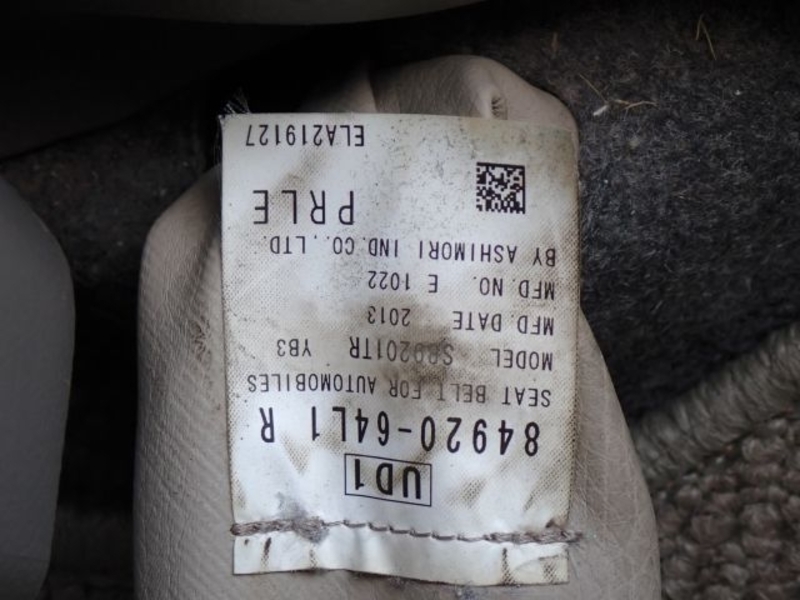 UD1
84920-64L1 R
SEAT BELT FOR AUTOMOBILES
MODEL S89201TR YB3
MFD.DATE 2013
MFD.NO. E 1022
BY ASHIMORI IND.CO.,LTD.
PRLE
ELA219127